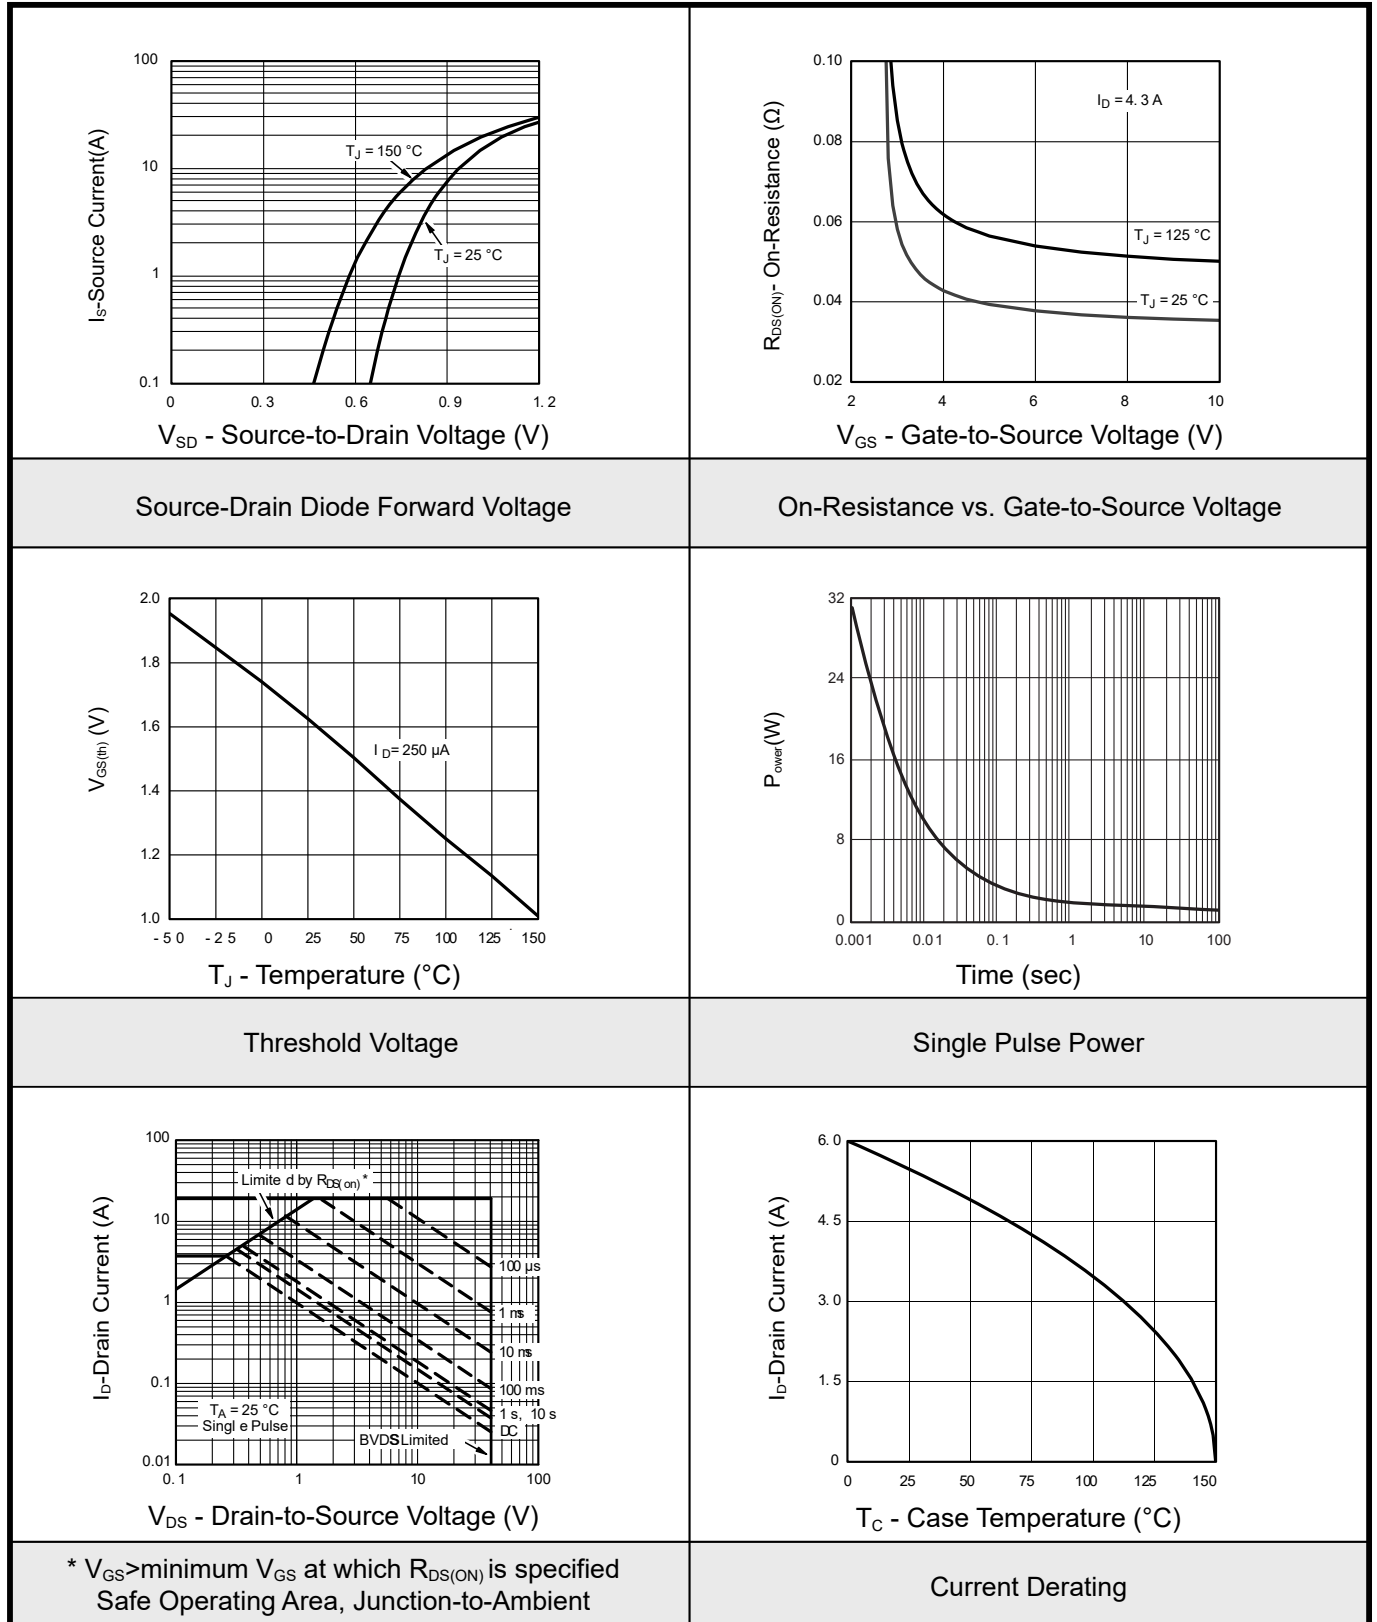 100
10
1
0.1
0
0. 3
0. 6
0. 9
1. 2
IS-Source Current(A)
TJ = 150 °C
TJ = 25 °C
VSD - Source-to-Drain Voltage (V)
0.10
0.08
0.06
0.04
0.02
2
4
6
8
10
RDS(ON)- On-Resistance (Ω)
ID = 4. 3 A
TJ = 125 °C
TJ = 25 °C
VGS - Gate-to-Source Voltage (V)
Source-Drain Diode Forward Voltage
On-Resistance vs. Gate-to-Source Voltage
2.0
1.8
1.6
1.4
1.2
1.0
- 5 0
- 2 5
0
25
50
75
100
125
150
VGS(th) (V)
I D= 250 µA
TJ - Temperature (°C)
32
24
16
8
0
0.001
0.01
0.1
1
10
100
Power(W)
Time (sec)
Threshold Voltage
Single Pulse Power
100
10
1
0.1
0.01
0.1
1
10
100
ID-Drain Current (A)
Limite d by RDS(on) *
100 µs
1 ms
10 ms
100 ms
1 s, 10 s
DC
TA = 25 °C
Singl e Pulse
BVDSS Limited
VDS - Drain-to-Source Voltage (V)
6. 0
4. 5
3. 0
1. 5
0
0
25
50
75
100
125
150
ID-Drain Current (A)
TC - Case Temperature (°C)
* VGS>minimum VGS at which RDS(ON) is specified
Safe Operating Area, Junction-to-Ambient
Current Derating